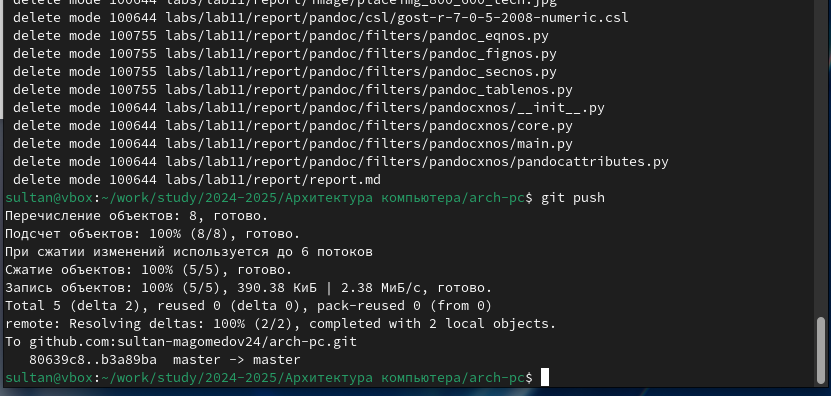 delete mode 100644 labs/lab11/report/image/placeimg_800_600_tech.jpg
delete mode 100644 labs/lab11/report/pandoc/csl/gost-r-7-0-5-2008-numeric.csl
delete mode 100755 labs/lab11/report/pandoc/filters/pandoc_eqnos.py
delete mode 100755 labs/lab11/report/pandoc/filters/pandoc_fignos.py
delete mode 100755 labs/lab11/report/pandoc/filters/pandoc_secnos.py
delete mode 100755 labs/lab11/report/pandoc/filters/pandoc_tablenos.py
delete mode 100644 labs/lab11/report/pandoc/filters/pandocxnos/__init__.py
delete mode 100644 labs/lab11/report/pandoc/filters/pandocxnos/core.py
delete mode 100644 labs/lab11/report/pandoc/filters/pandocxnos/main.py
delete mode 100644 labs/lab11/report/pandoc/filters/pandocxnos/pandocattributes.py
delete mode 100644 labs/lab11/report/report.md
sultan@vbox:~/work/study/2024-2025/Архитектура компьютера/arch-pc$ git push
Перечисление объектов: 8, готово.
Подсчет объектов: 100% (8/8), готово.
При сжатии изменений используется до 6 потоков
Сжатие объектов: 100% (5/5), готово.
Запись объектов: 100% (5/5), 390.38 КиБ | 2.38 МиБ/с, готово.
Total 5 (delta 2), reused 0 (delta 0), pack-reused 0 (from 0)
remote: Resolving deltas: 100% (2/2), completed with 2 local objects.
To github.com:sultan-magomedov24/arch-pc.git
80639c8..b3a89ba  master -> master
sultan@vbox:~/work/study/2024-2025/Архитектура компьютера/arch-pc$